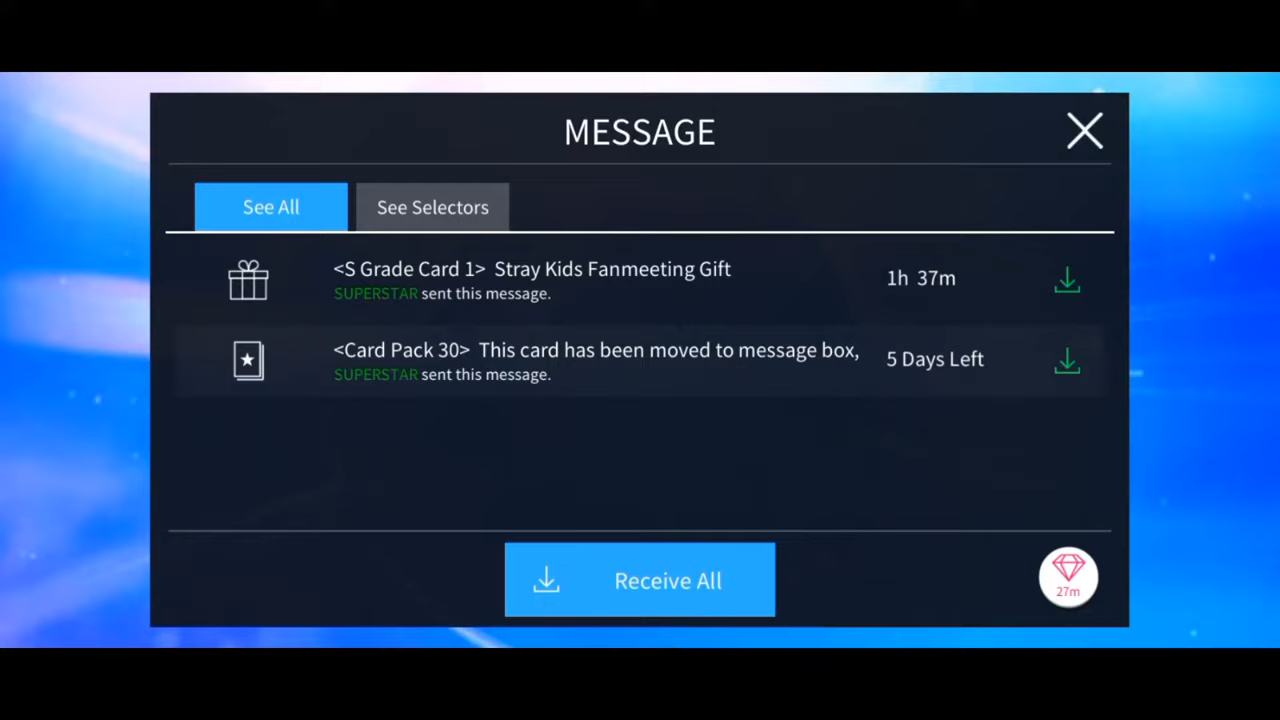 MESSAGE
See All
See Selectors
<S Grade Card 1> Stray Kids Fanmeeting Gift
SUPERSTAR sent this message.
1h 37m
<Card Pack 30> This card has been moved to message box,
SUPERSTAR sent this message.
5 Days Left
Receive All
27m